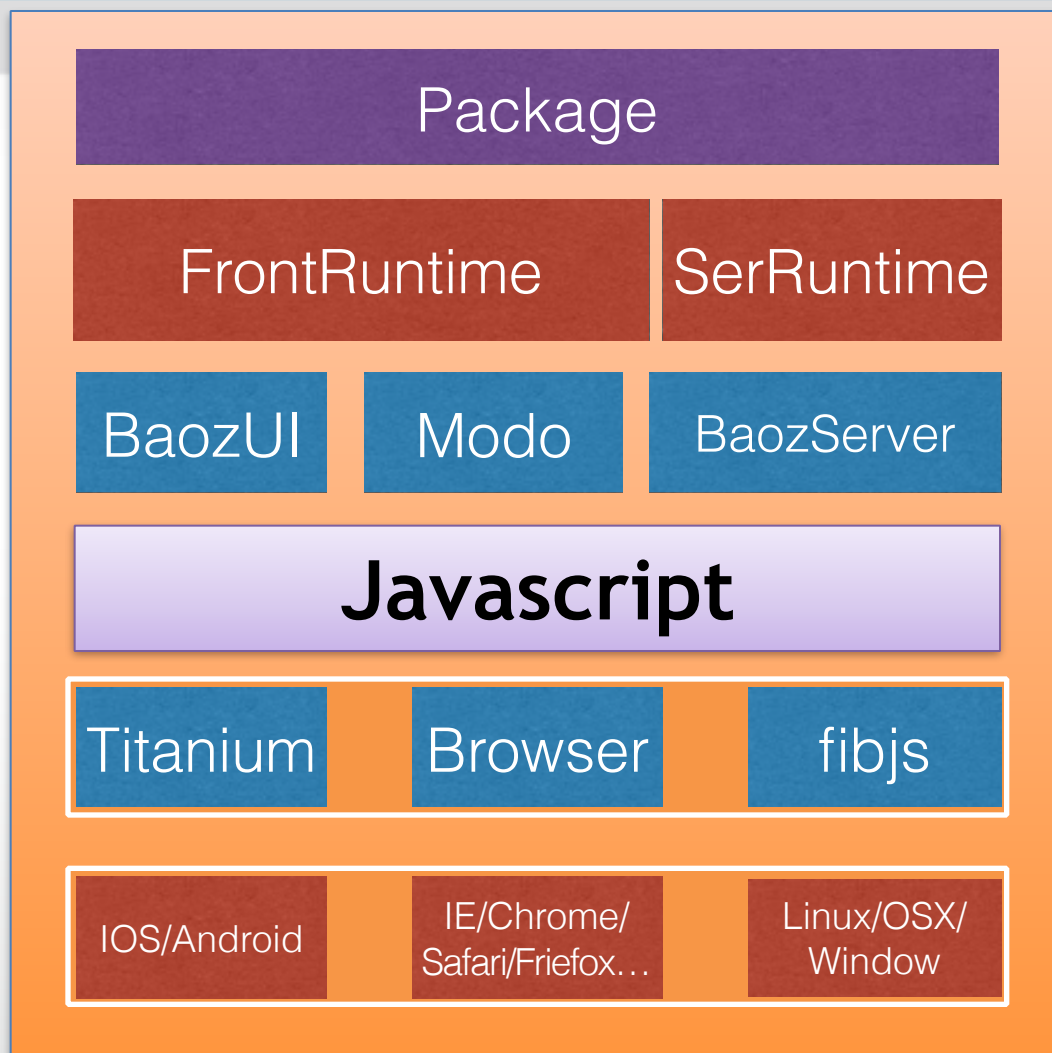 Package
FrontRuntime
SerRuntime
BaozUI
Modo
BaozServer
Javascript
Titanium
Browser
fibjs
IOS/Android
IE/Chrome/
Safari/Friefox…
Linux/OSX/
Window